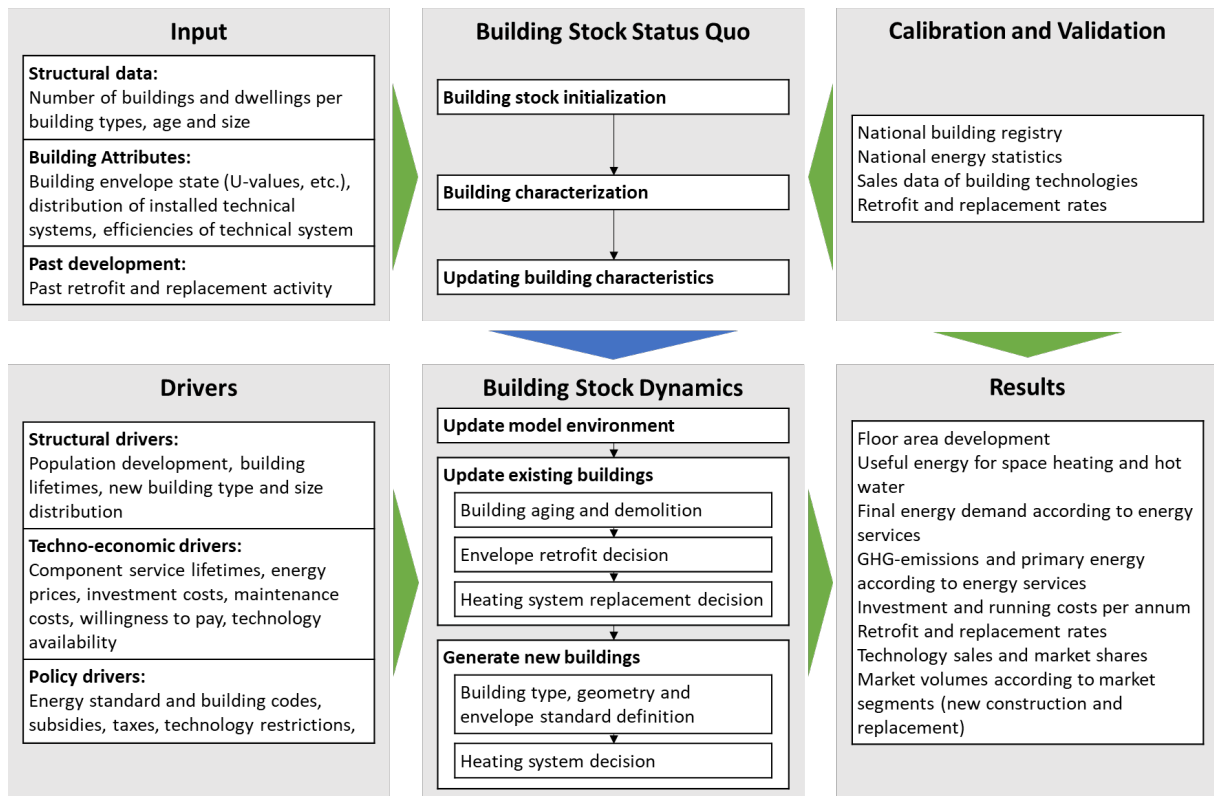 Input
Structural data:
Number of buildings and dwellings per
building types, age and size
Building Attributes:
Building envelope state (U-values, etc.),
distribution of installed technical
systems, efficiencies of technical system
Past development:
Past retrofit and replacement activity
Building Stock Status Quo
Building stock initialization
Building characterization
Updating building characteristics
Calibration and Validation
National building registry
National energy statistics
Sales data of building technologies
Retrofit and replacement rates
Drivers
Structural drivers:
Population development, building
lifetimes, new building type and size
distribution
Techno-economic drivers:
Component service lifetimes, energy
prices, investment costs, maintenance
costs, willingness to pay, technology
availability
Policy drivers:
Energy standard and building codes,
subsidies, taxes, technology restrictions,
Building Stock Dynamics
Update model environment
Update existing buildings
Building aging and demolition
Envelope retrofit decision
Heating system replacement decision
Generate new buildings
Building type, geometry and
envelope standard definition
Heating system decision
Results
Floor area development
Useful energy for space heating and hot
water
Final energy demand according to energy
services
GHG-emissions and primary energy
according to energy services
Investment and running costs per annum
Retrofit and replacement rates
Technology sales and market shares
Market volumes according to market
segments (new construction and
replacement)